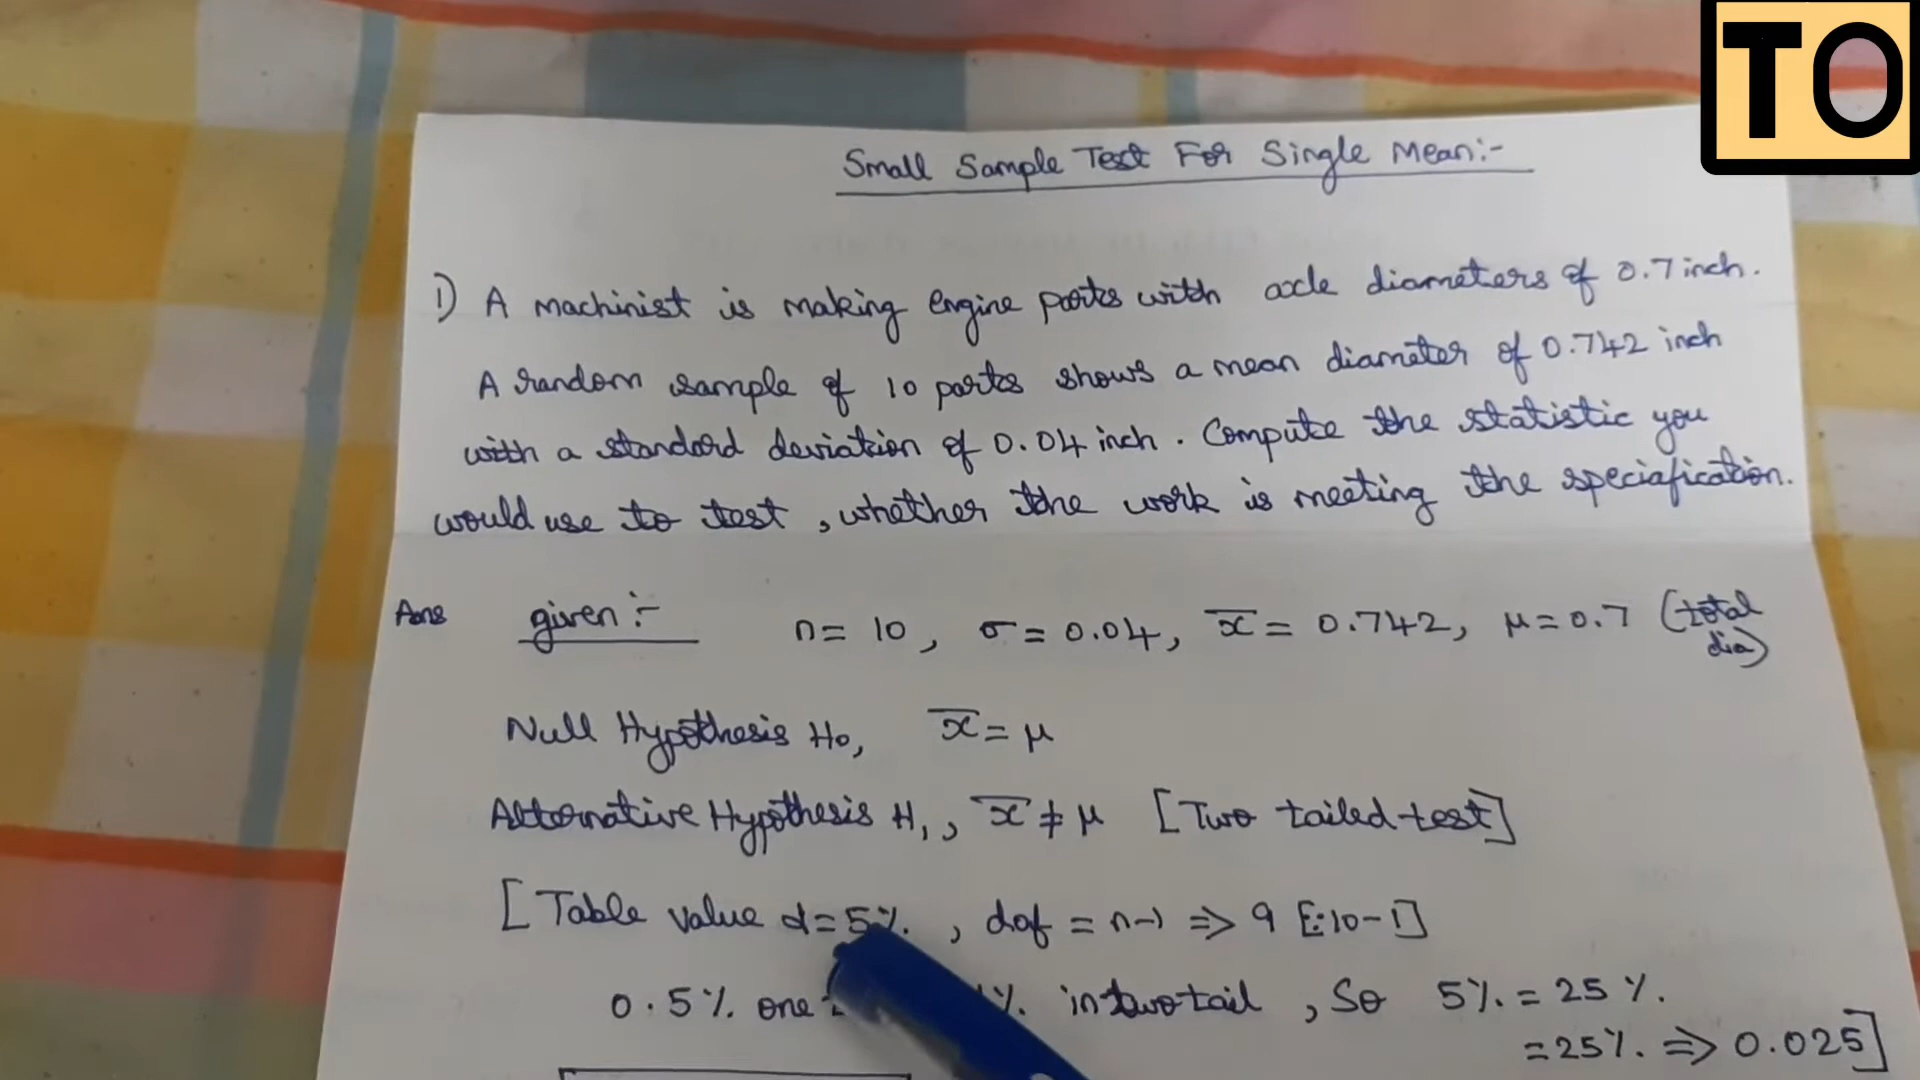 TO
Small Sample Test For Single Mean:-
1) A machinist is making engine parts with axle diameters of 0.7 inch.
A random sample of 10 parts shows a mean diameter of 0.742 inch
with a standard deviation of 0.04 inch. Compute the statistic you
would use to test, whether the work is meeting the speciafication.
Ans given:- n= 10, σ=0.04, x̄= 0.742, μ=0.7 (total dia)
Null Hypothesis H₀, x̄=μ
Alternative Hypothesis H₁, x̄≠μ [Two tailed test]
[Table value α=5%, dof = n-1 => 9 [∵10-1]
0.5% one %. in two tail, So 5%.=25%.
=25%. => 0.025]